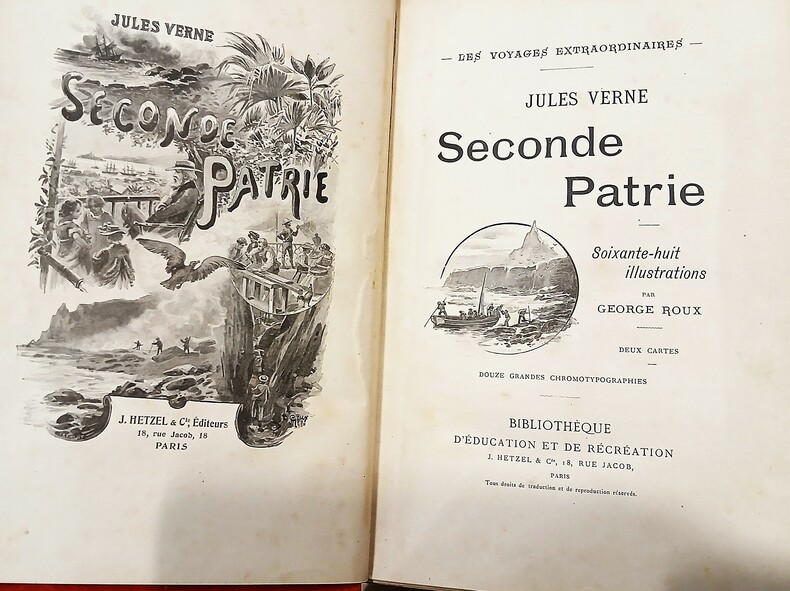 JULES VERNE
SECONDE
PATRIE
J. HETZEL & Cie, Éditeurs
18, rue Jacob, 18
PARIS
— LES VOYAGES EXTRAORDINAIRES —
JULES VERNE
Seconde
Patrie
Soixante-huit
illustrations
PAR
GEORGE ROUX
DEUX CARTES
DOUZE GRANDES CHROMOTYPOGRAPHIES
BIBLIOTHÈQUE
D'ÉDUCATION ET DE RÉCRÉATION
J. HETZEL & Cie, 18, RUE JACOB,
PARIS
Tous droits de traduction et de reproduction réservés.